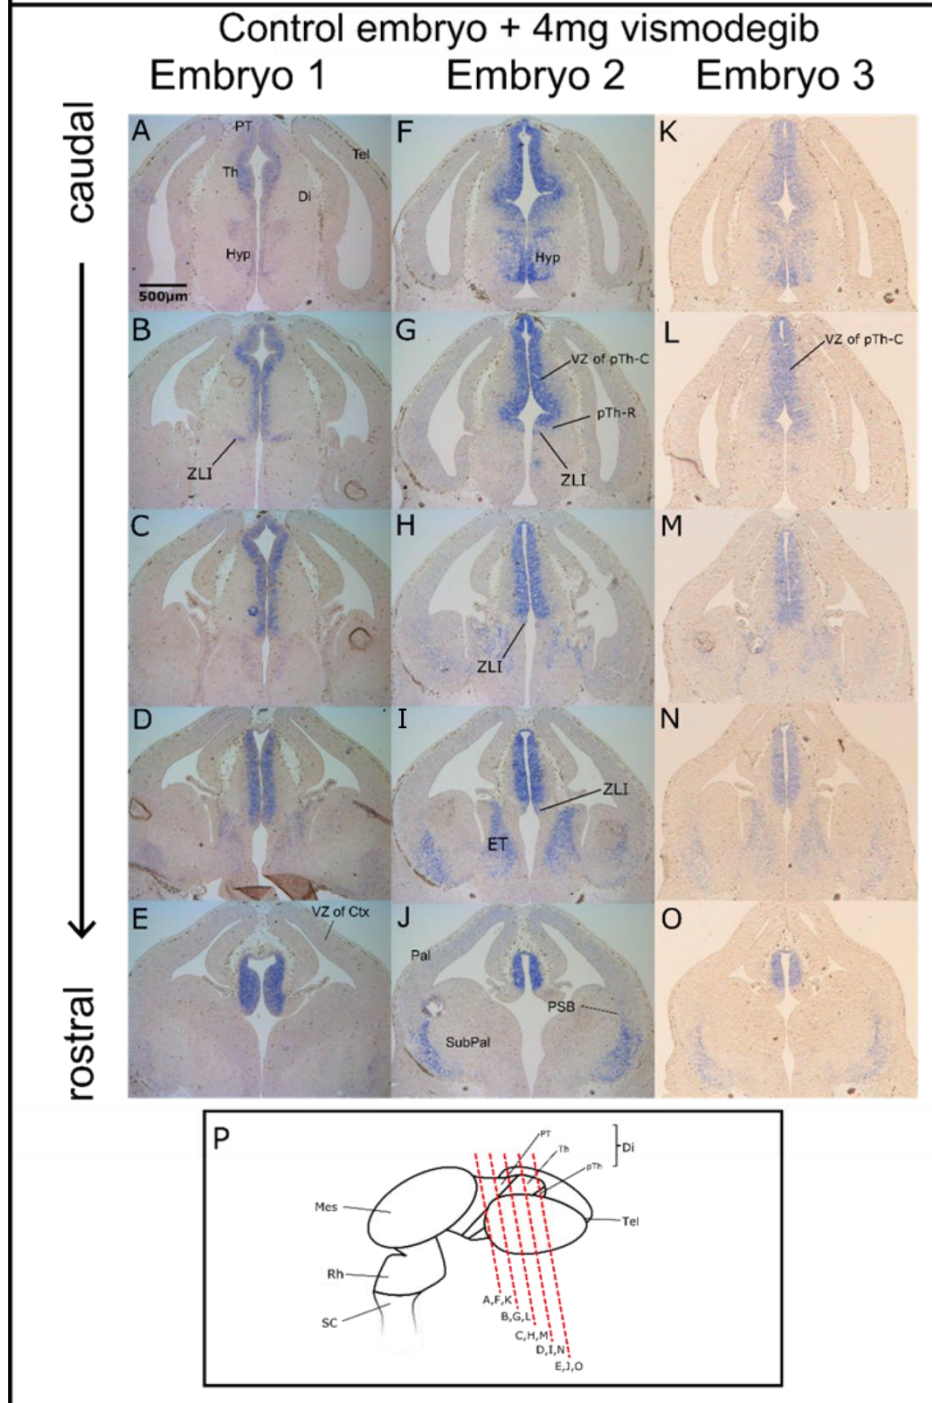 Control embryo + 4mg vismodegib
Embryo 1 Embryo 2 Embryo 3
caudal
rostral
A
PT
Tel
Th
Di
Hyp
500µm
F
Hyp
K
B
ZLI
G
VZ of pTh-C
pTh-R
ZLI
L
VZ of pTh-C
C
H
ZLI
M
D
I
ZLI
ET
N
E
VZ of Ctx
J
Pal
PSB
SubPal
O
P
PT
Th
Di
pTh
Mes
Tel
Rh
SC
A,F,K
B,G,L
C,H,M
D,I,N
E,J,O